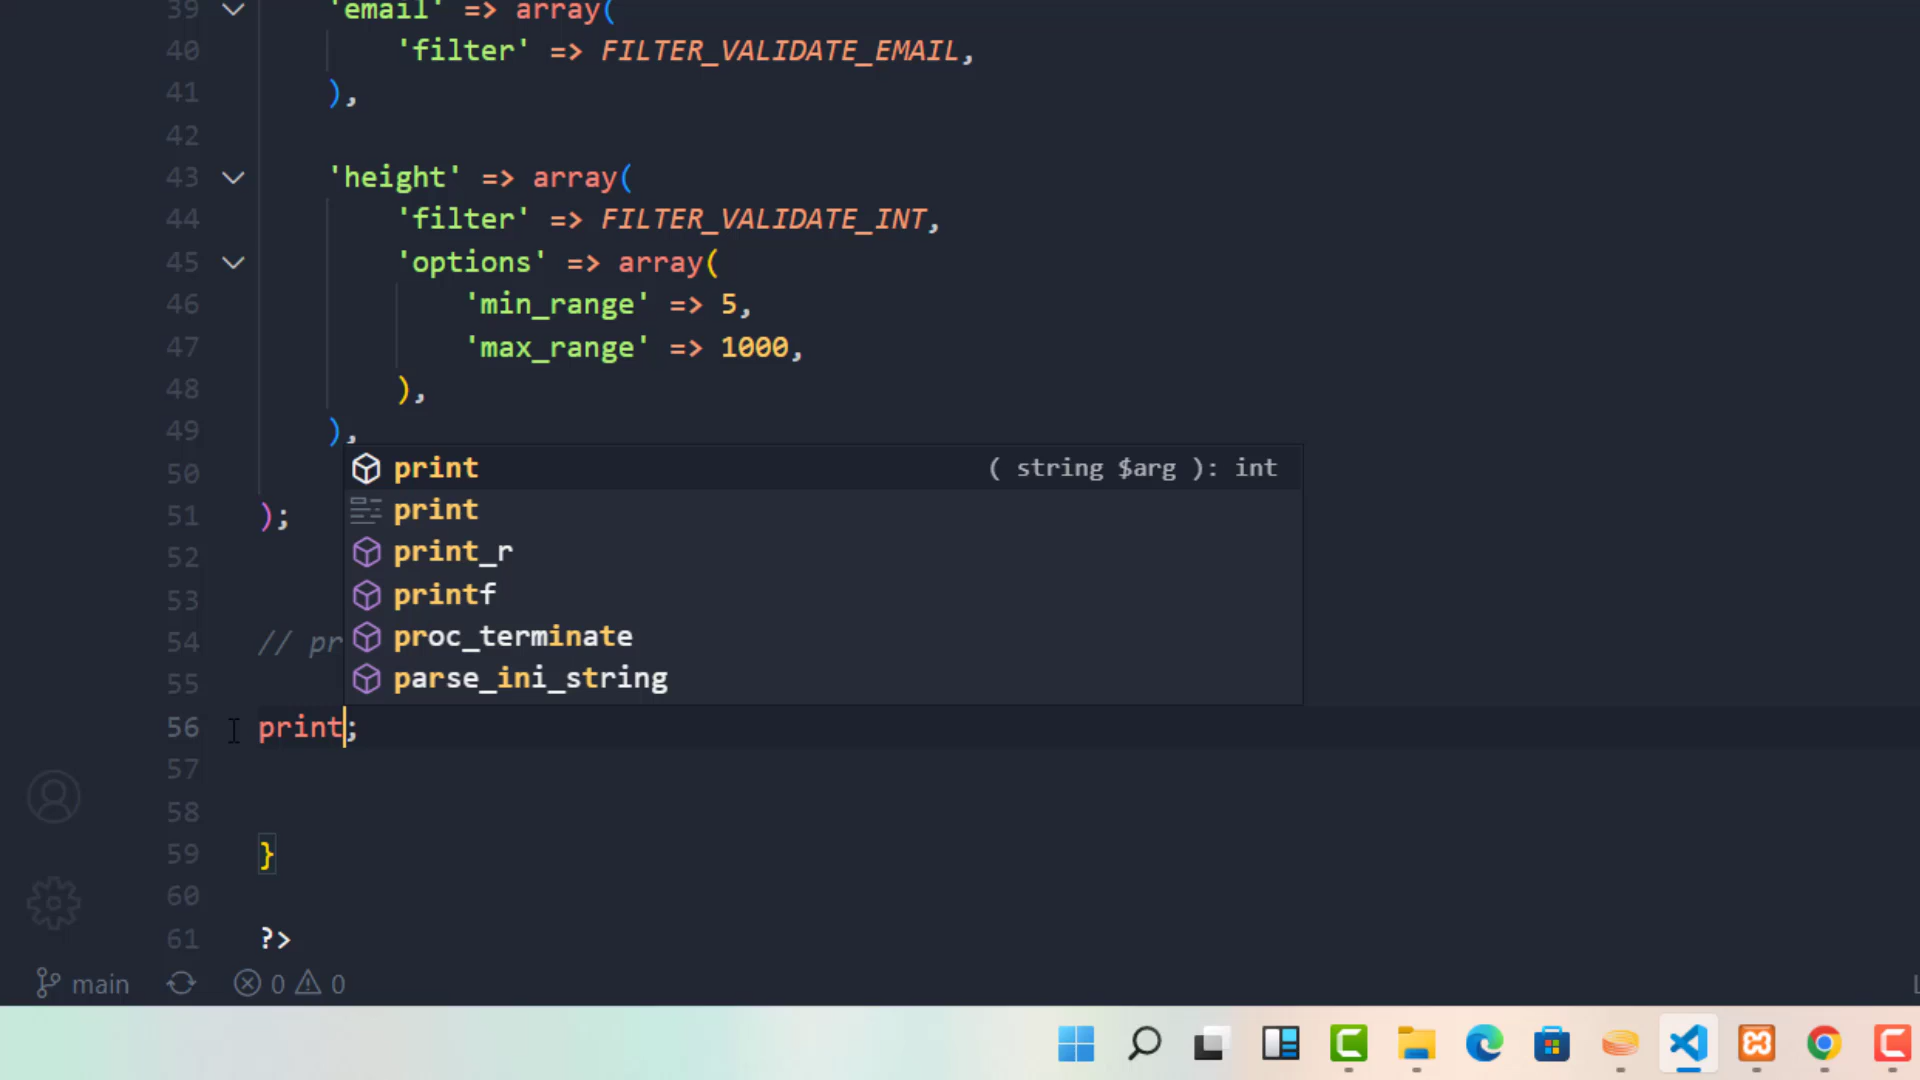 39 'email' => array(
40 'filter' => FILTER_VALIDATE_EMAIL,
41 ),
42
43 'height' => array(
44 'filter' => FILTER_VALIDATE_INT,
45 'options' => array(
46 'min_range' => 5,
47 'max_range' => 1000,
48 ),
49 ),
print ( string $arg ): int
50
print
51 );
print_r
52
printf
53
proc_terminate
54 // pr
parse_ini_string
55
56 print;
57
58
59 }
60
61 ?>
main 0 0